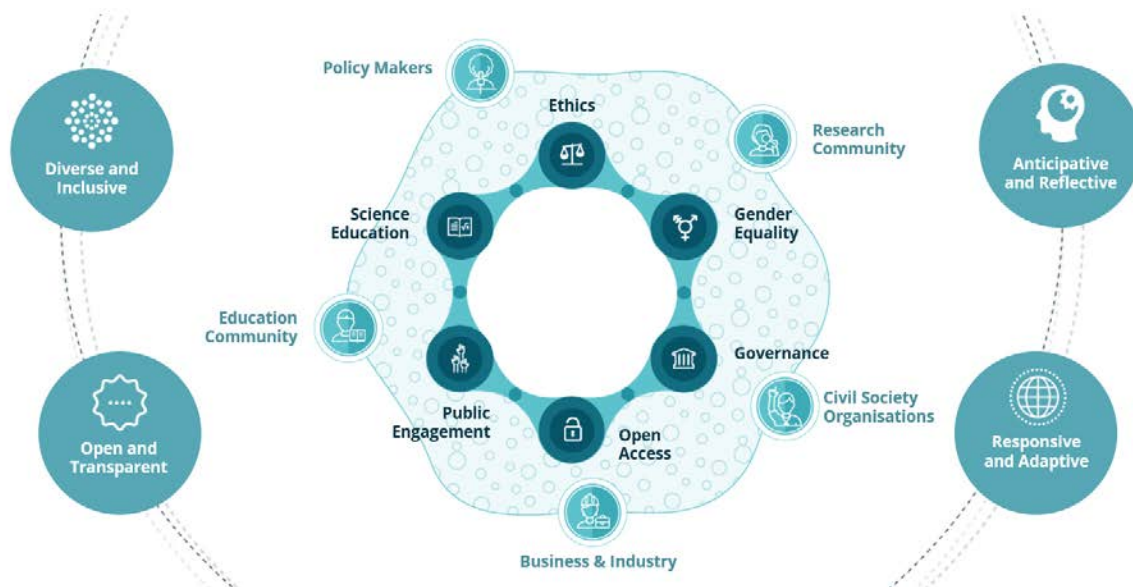 Policy Makers
Ethics
Research
Community
Diverse and
Inclusive
Anticipative
and Reflective
Science
Education
Gender
Equality
Education
Community
Governance
Public
Engagement
Open
Access
Civil Society
Organisations
Open and
Transparent
Responsive
and Adaptive
Business & Industry